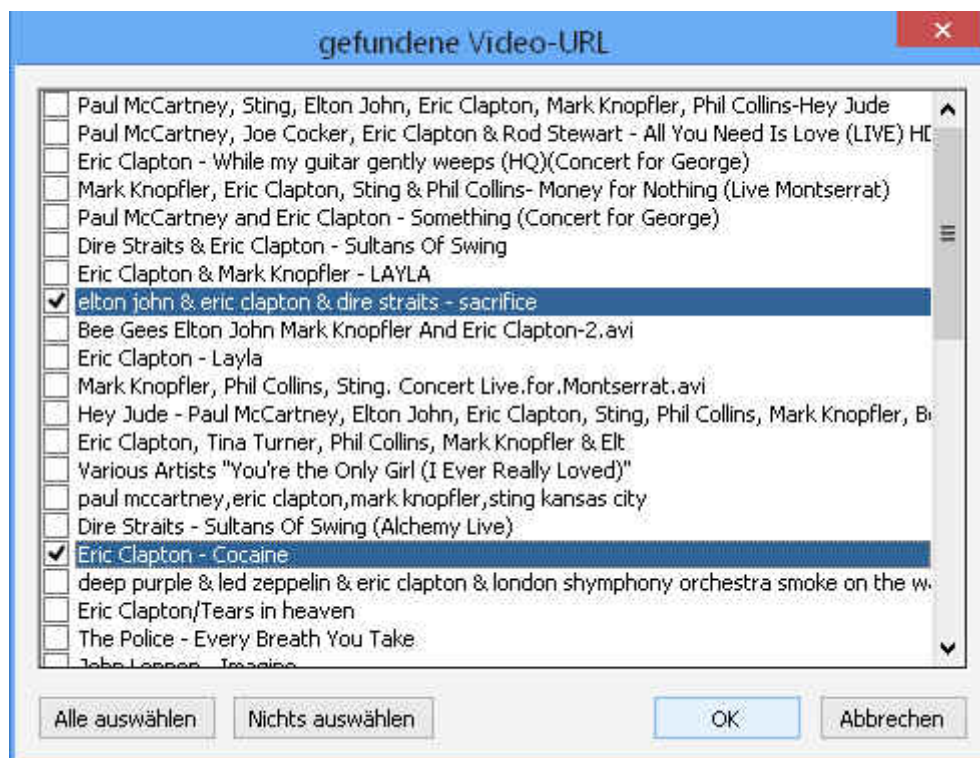 gefundene Video-URL
Paul McCartney, Sting, Elton John, Eric Clapton, Mark Knopfler, Phil Collins-Hey Jude
Paul McCartney, Joe Cocker, Eric Clapton & Rod Stewart - All You Need Is Love (LIVE) HD
Eric Clapton - While my guitar gently weeps (HQ)(Concert for George)
Mark Knopfler, Eric Clapton, Sting & Phil Collins- Money for Nothing (Live Montserrat)
Paul McCartney and Eric Clapton - Something (Concert for George)
Dire Straits & Eric Clapton - Sultans Of Swing
Eric Clapton & Mark Knopfler - LAYLA
elton john & eric clapton & dire straits - sacrifice
Bee Gees Elton John Mark Knopfler And Eric Clapton-2.avi
Eric Clapton - Layla
Mark Knopfler, Phil Collins, Sting. Concert Live.for.Montserrat.avi
Hey Jude - Paul McCartney, Elton John, Eric Clapton, Sting, Phil Collins, Mark Knopfler,
Eric Clapton, Tina Turner, Phil Collins, Mark Knopfler & Elt
Various Artists "You're the Only Girl (I Ever Really Loved)"
paul mccartney,eric clapton,mark knopfler,sting kansas city
Dire Straits - Sultans Of Swing (Alchemy Live)
Eric Clapton - Cocaine
deep purple & led zeppelin & eric clapton & london shymphony orchestra smoke on the
Eric Clapton/Tears in heaven
The Police - Every Breath You Take
John Lennon - Imagine
Alle auswählen Nichts auswählen OK Abbrechen